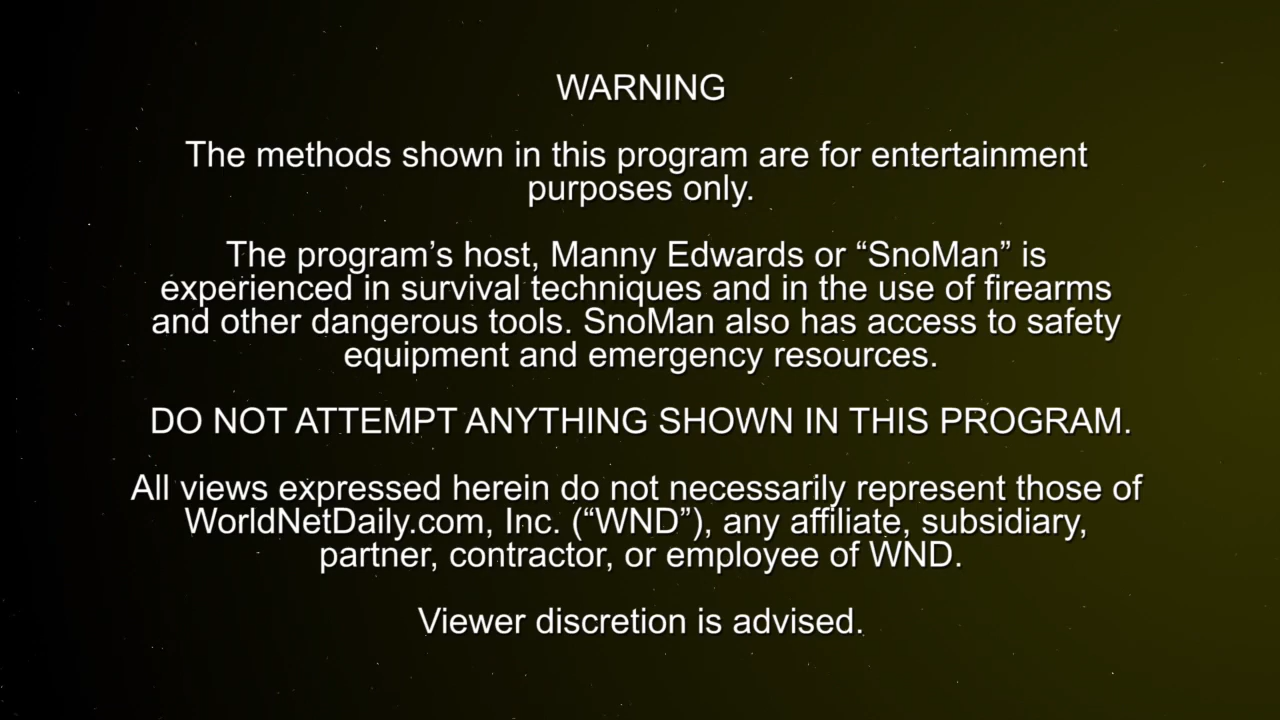 WARNING
The methods shown in this program are for entertainment
purposes only.
The program’s host, Manny Edwards or “SnoMan” is
experienced in survival techniques and in the use of firearms
and other dangerous tools. SnoMan also has access to safety
equipment and emergency resources.
DO NOT ATTEMPT ANYTHING SHOWN IN THIS PROGRAM.
All views expressed herein do not necessarily represent those of
WorldNetDaily.com, Inc. (“WND”), any affiliate, subsidiary,
partner, contractor, or employee of WND.
Viewer discretion is advised.